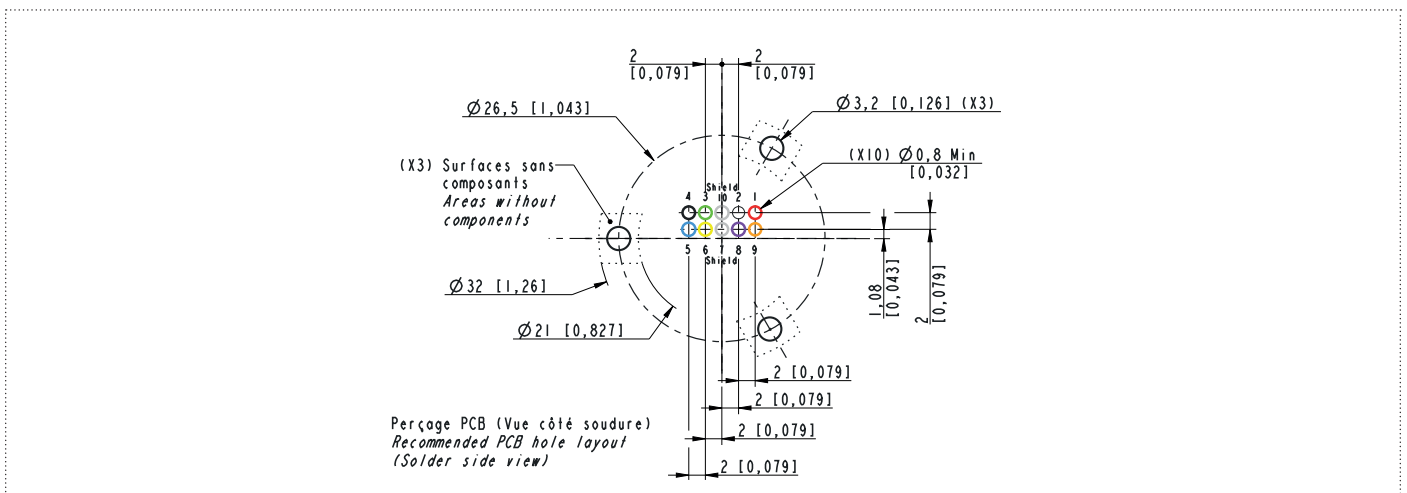 2
[0,079]
2
[0,079]
Ø26,5 [1,043]
Ø3,2 [0,126] (X3)
(X3) Surfaces sans
composants
Areas without
components
(X10) Ø0,8 Min
[0,032]
Shield
4 3 10 2 1
5 6 7 8 9
Shield
Ø32 [1,26]
Ø21 [0,827]
1,08
[0,043]
2
[0,079]
2 [0,079]
2 [0,079]
2 [0,079]
2 [0,079]
Perçage PCB (Vue côté soudure)
Recommended PCB hole layout
(Solder side view)